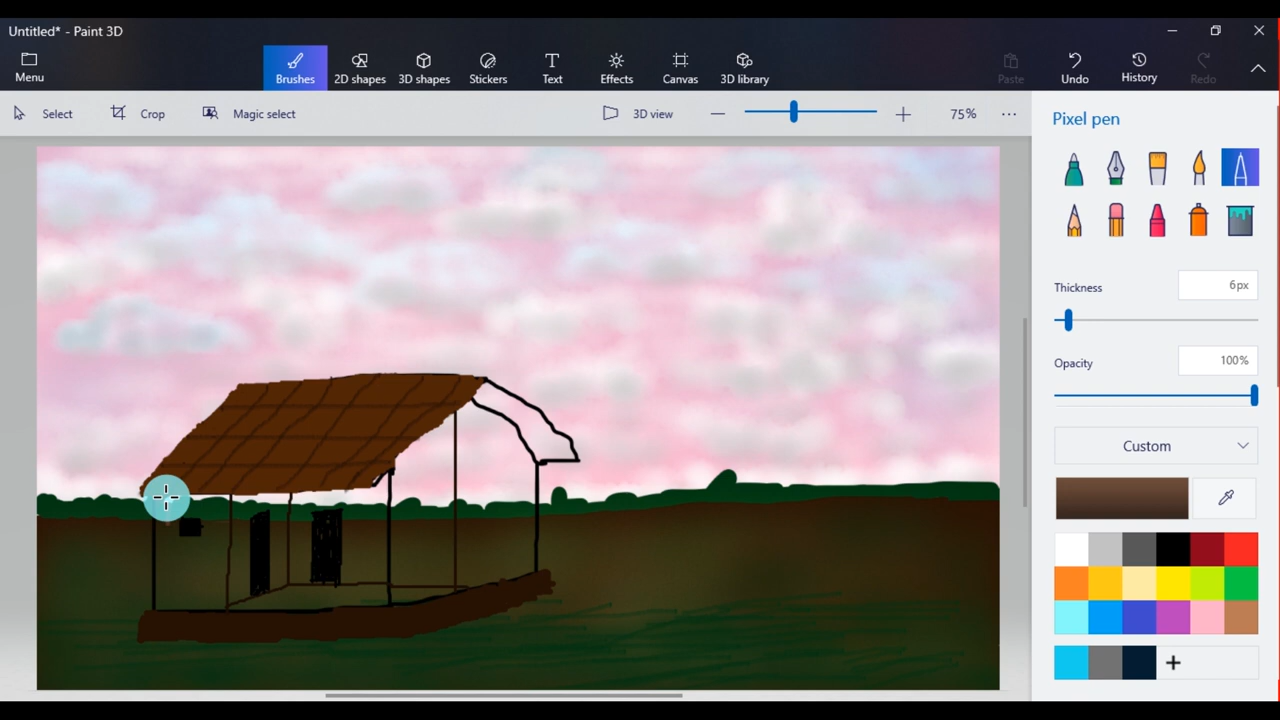 Untitled* - Paint 3D
Menu
Brushes
2D shapes
3D shapes
Stickers
Text
Effects
Canvas
3D library
Paste
Undo
History
Redo
Select
Crop
Magic select
3D view
75%
Pixel pen
Thickness
6px
Opacity
100%
Custom